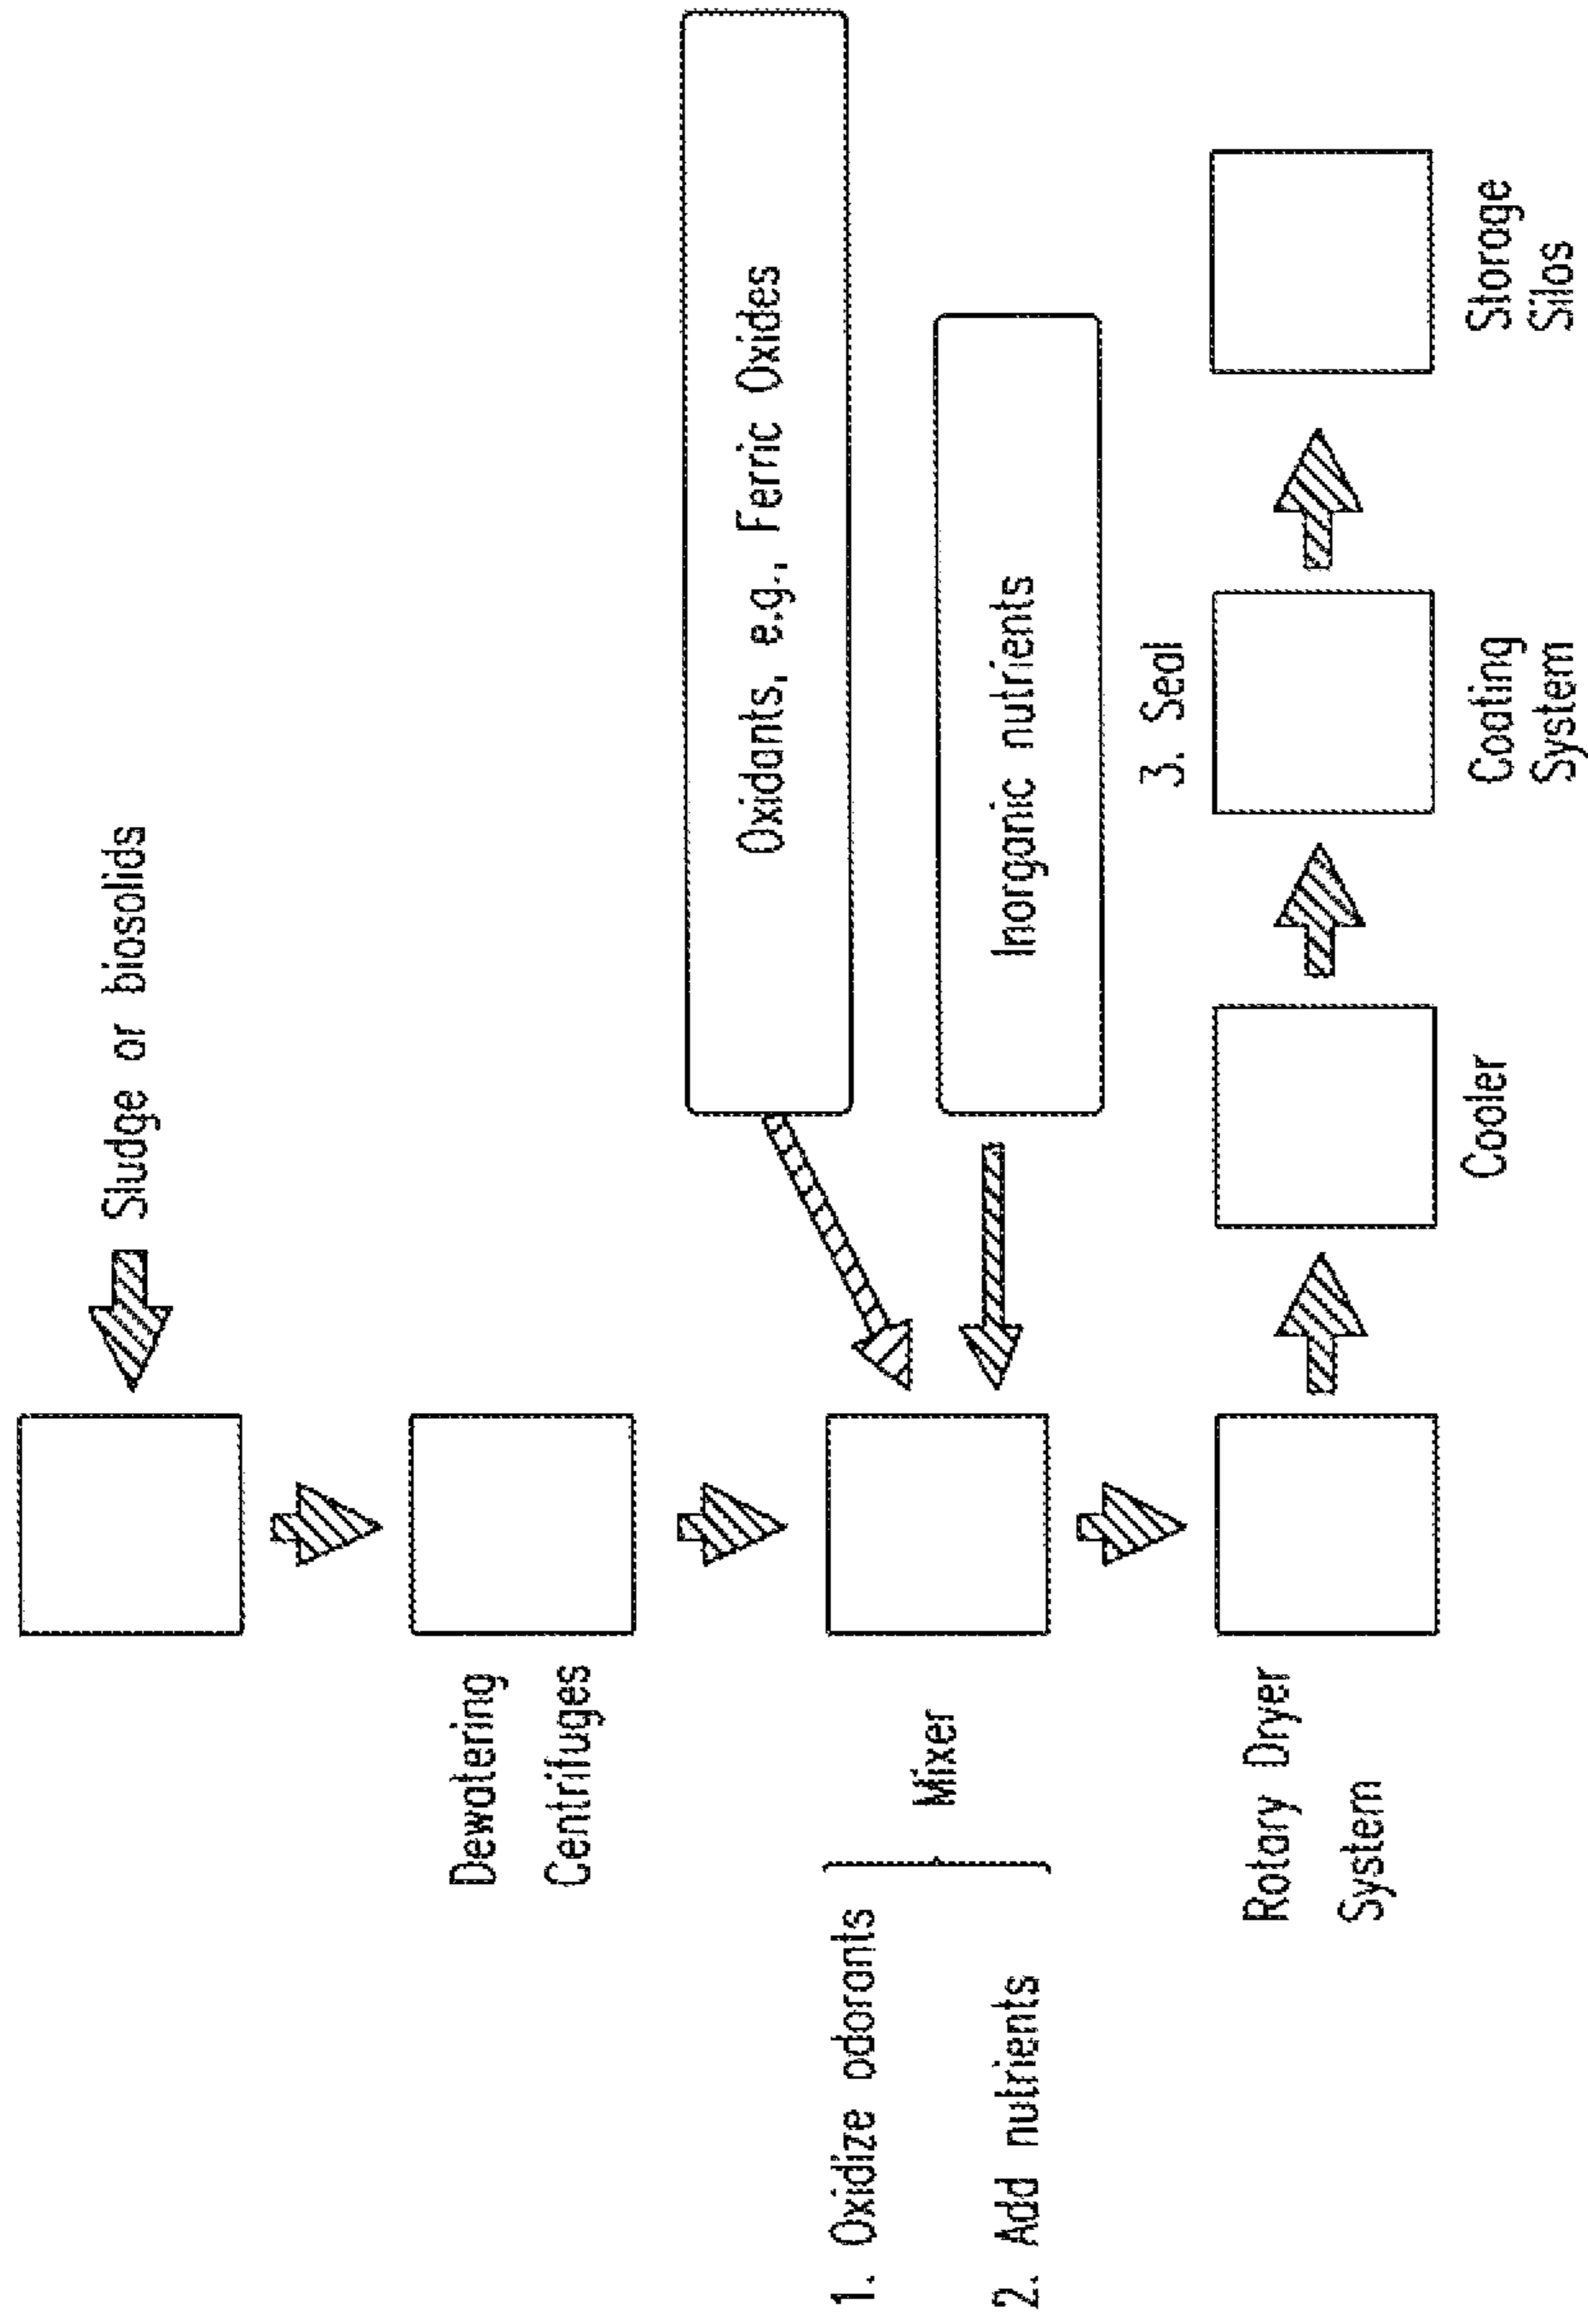 Sludge or biosolids
Dewatering
Centrifuges
Oxidants, e.g., Ferric Oxides
1. Oxidize odorants
Mixer
2. Add nutrients
Inorganic nutrients
3. Seal
Rotary Dryer
System
Cooler
Coating
System
Storage
Silos